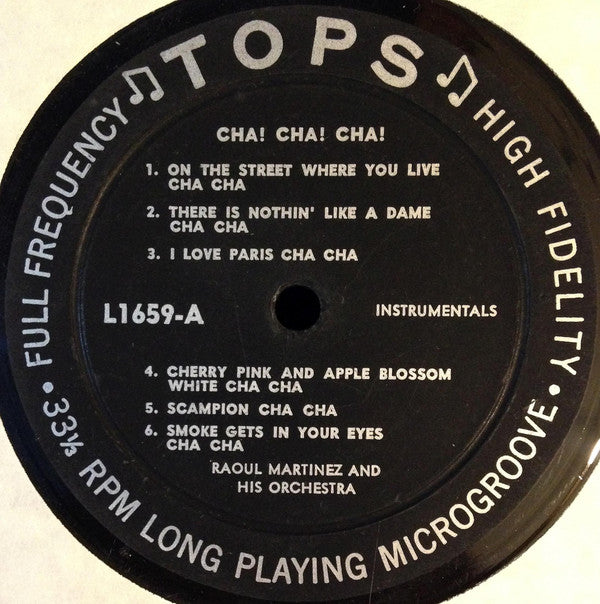 ♫ TOPS ♫
FULL FREQUENCY
HIGH FIDELITY
CHA! CHA! CHA!
1. ON THE STREET WHERE YOU LIVE
CHA CHA
2. THERE IS NOTHIN' LIKE A DAME
CHA CHA
3. I LOVE PARIS CHA CHA
L1659-A
INSTRUMENTALS
4. CHERRY PINK AND APPLE BLOSSOM
WHITE CHA CHA
5. SCAMPION CHA CHA
6. SMOKE GETS IN YOUR EYES
CHA CHA
RAOUL MARTINEZ AND
HIS ORCHESTRA
• 33⅓ RPM LONG PLAYING MICROGROOVE •